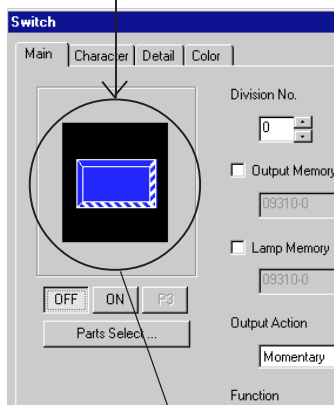 Switch
Main Character Detail Color
Division No.
0
Output Memory
09310-0
Lamp Memory
09310-0
OFF ON P3
Parts Select ...
Output Action
Momentary
Function